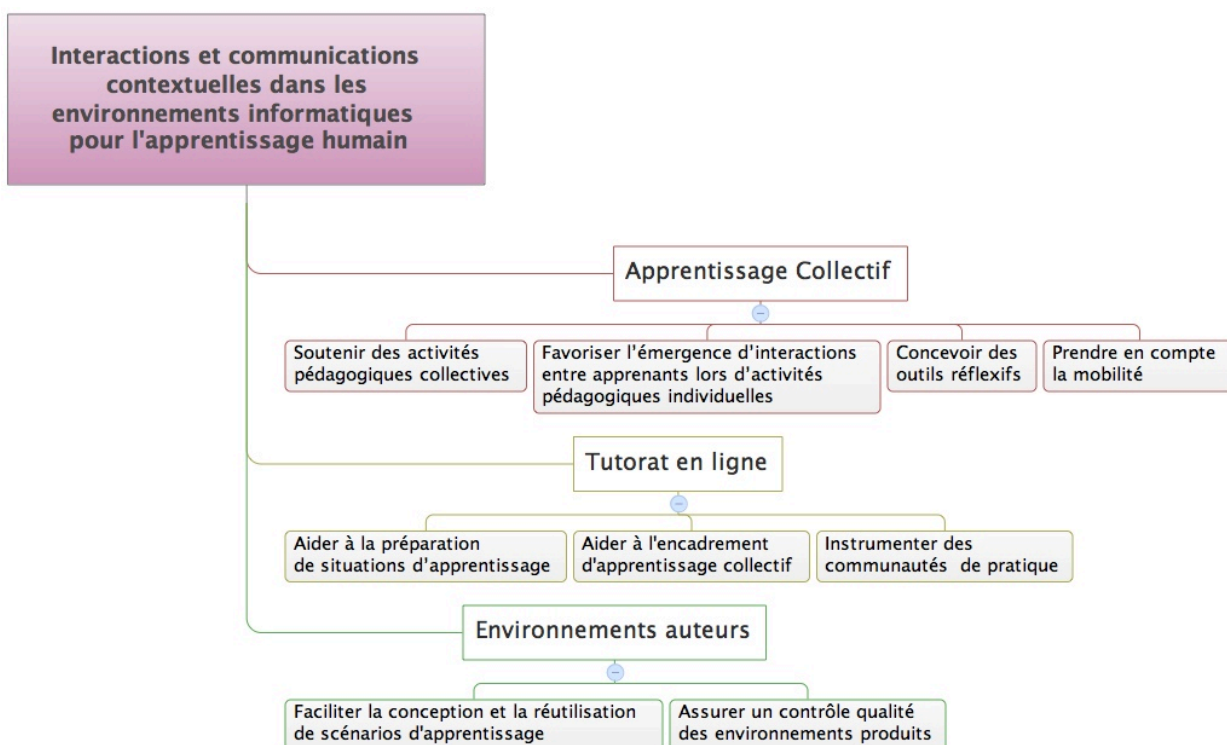 Interactions et communications
contextuelles dans les
environnements informatiques
pour l'apprentissage humain
Apprentissage Collectif
Soutenir des activités
pédagogiques collectives
Favoriser l’émergence d’interactions
entre apprenants lors d’activités
pédagogiques individuelles
Concevoir des
outils réflexifs
Prendre en compte
la mobilité
Tutorat en ligne
Aider à la préparation
de situations d’apprentissage
Aider à l'encadrement
d'apprentissage collectif
Instrumenter des
communautés de pratique
Environnements auteurs
Faciliter la conception et la réutilisation
de scénarios d'apprentissage
Assurer un contrôle qualité
des environnements produits